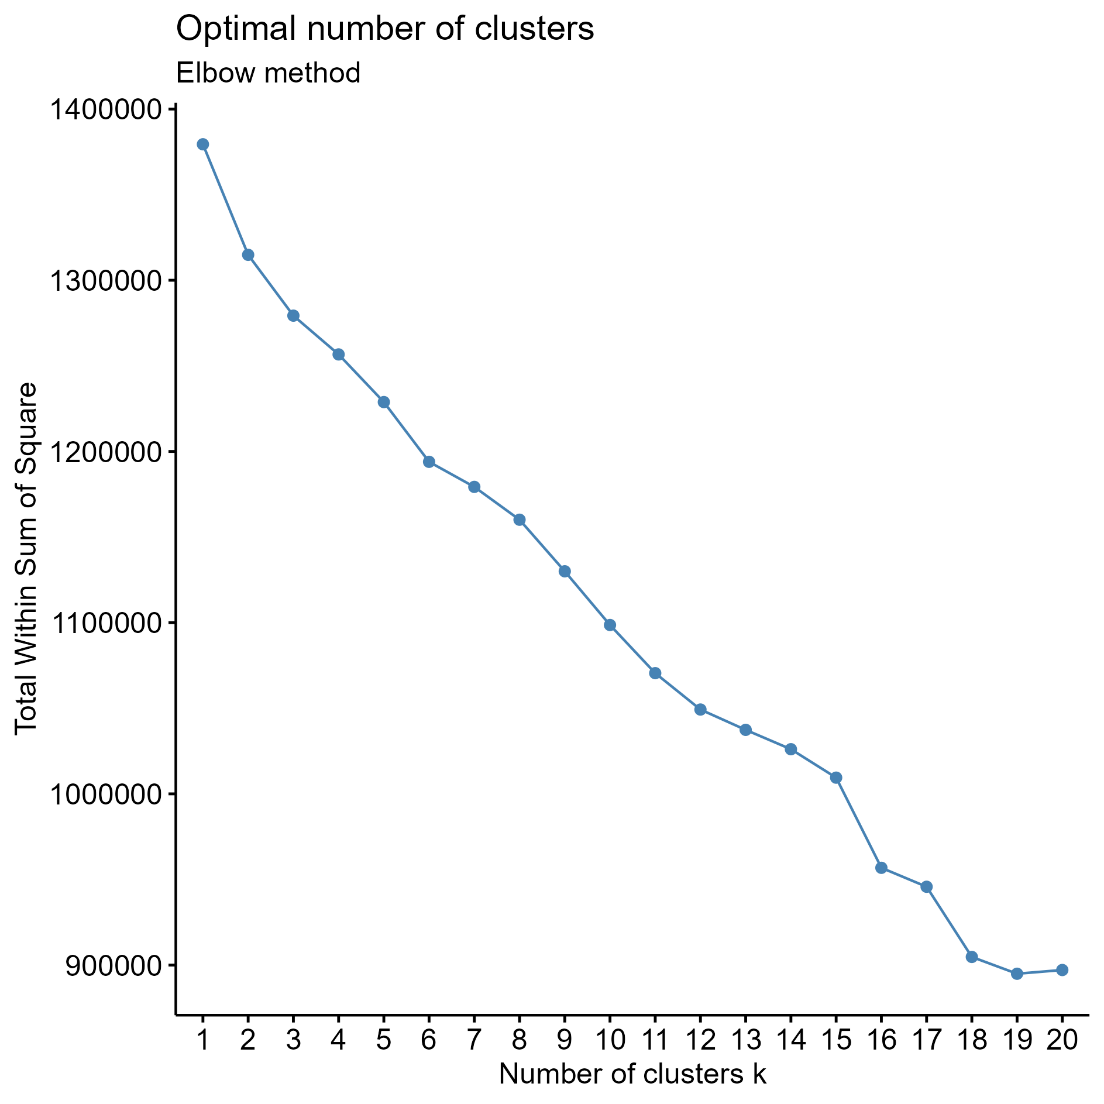 Optimal number of clusters
Elbow method
Total Within Sum of Square
1400000
1300000
1200000
1100000
1000000
900000
1 2 3 4 5 6 7 8 9 10 11 12 13 14 15 16 17 18 19 20
Number of clusters k